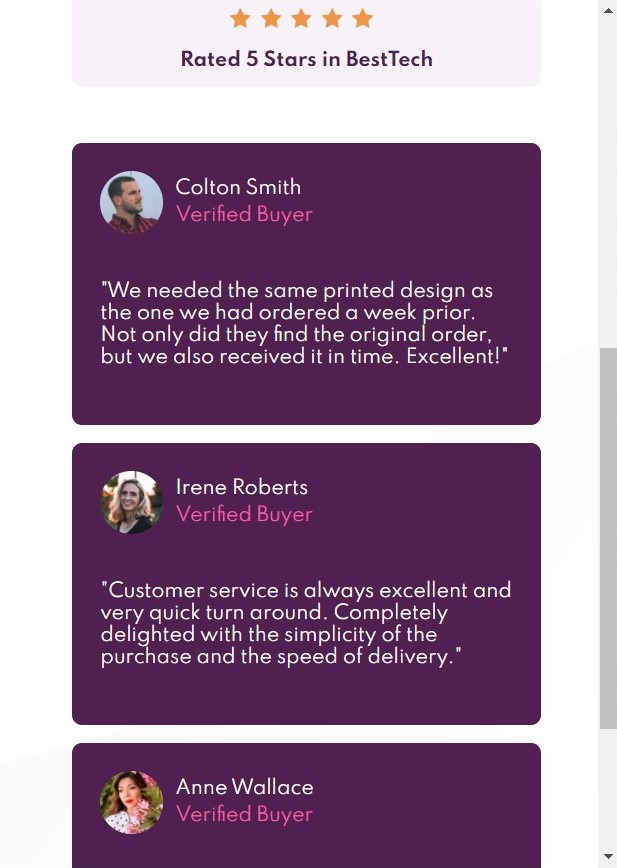 Rated 5 Stars in BestTech
Colton Smith
Verified Buyer
"We needed the same printed design as
the one we had ordered a week prior.
Not only did they find the original order,
but we also received it in time. Excellent!"
Irene Roberts
Verified Buyer
"Customer service is always excellent and
very quick turn around. Completely
delighted with the simplicity of the
purchase and the speed of delivery."
Anne Wallace
Verified Buyer